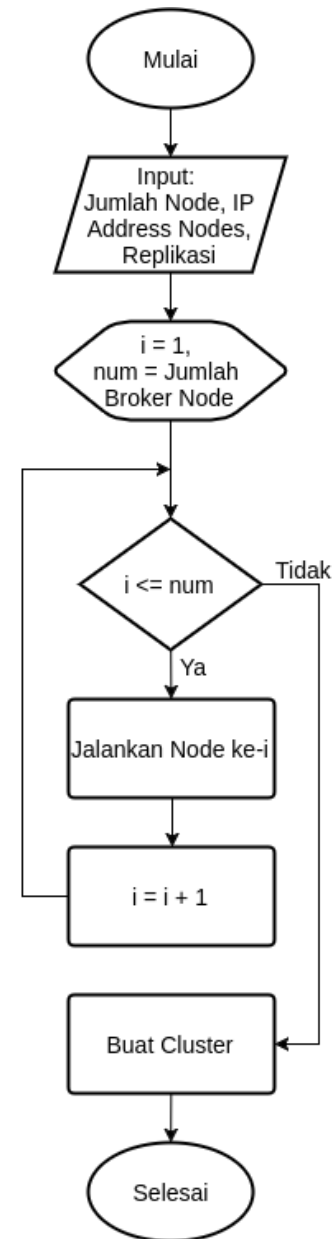 Mulai
Input:
Jumlah Node, IP
Address Nodes,
Replikasi
i = 1,
num = Jumlah
Broker Node
i <= num
Tidak
Ya
Jalankan Node ke-i
i = i + 1
Buat Cluster
Selesai